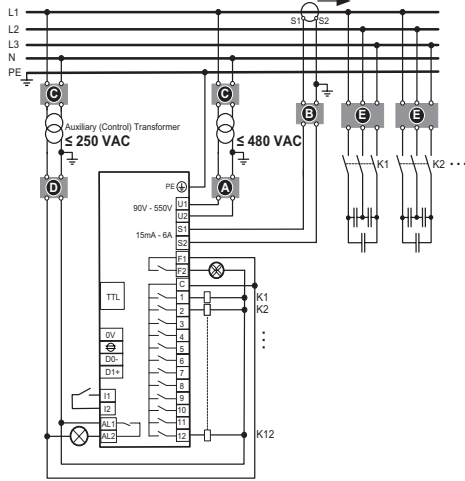 L1
S1 S2
L2
L3
N
PE
C
C
B
E
E
Auxiliary (Control) Transformer
≤ 250 VAC
≤ 480 VAC
K1
K2 ...
D
A
PE
90V - 550V
U1
U2
15mA - 6A
S1
S2
F1
F2
C
TTL
1
K1
2
K2
3
0V
4
5
D0-
6
D1+
7
8
I1
9
I2
10
AL1
11
AL2
12
K12